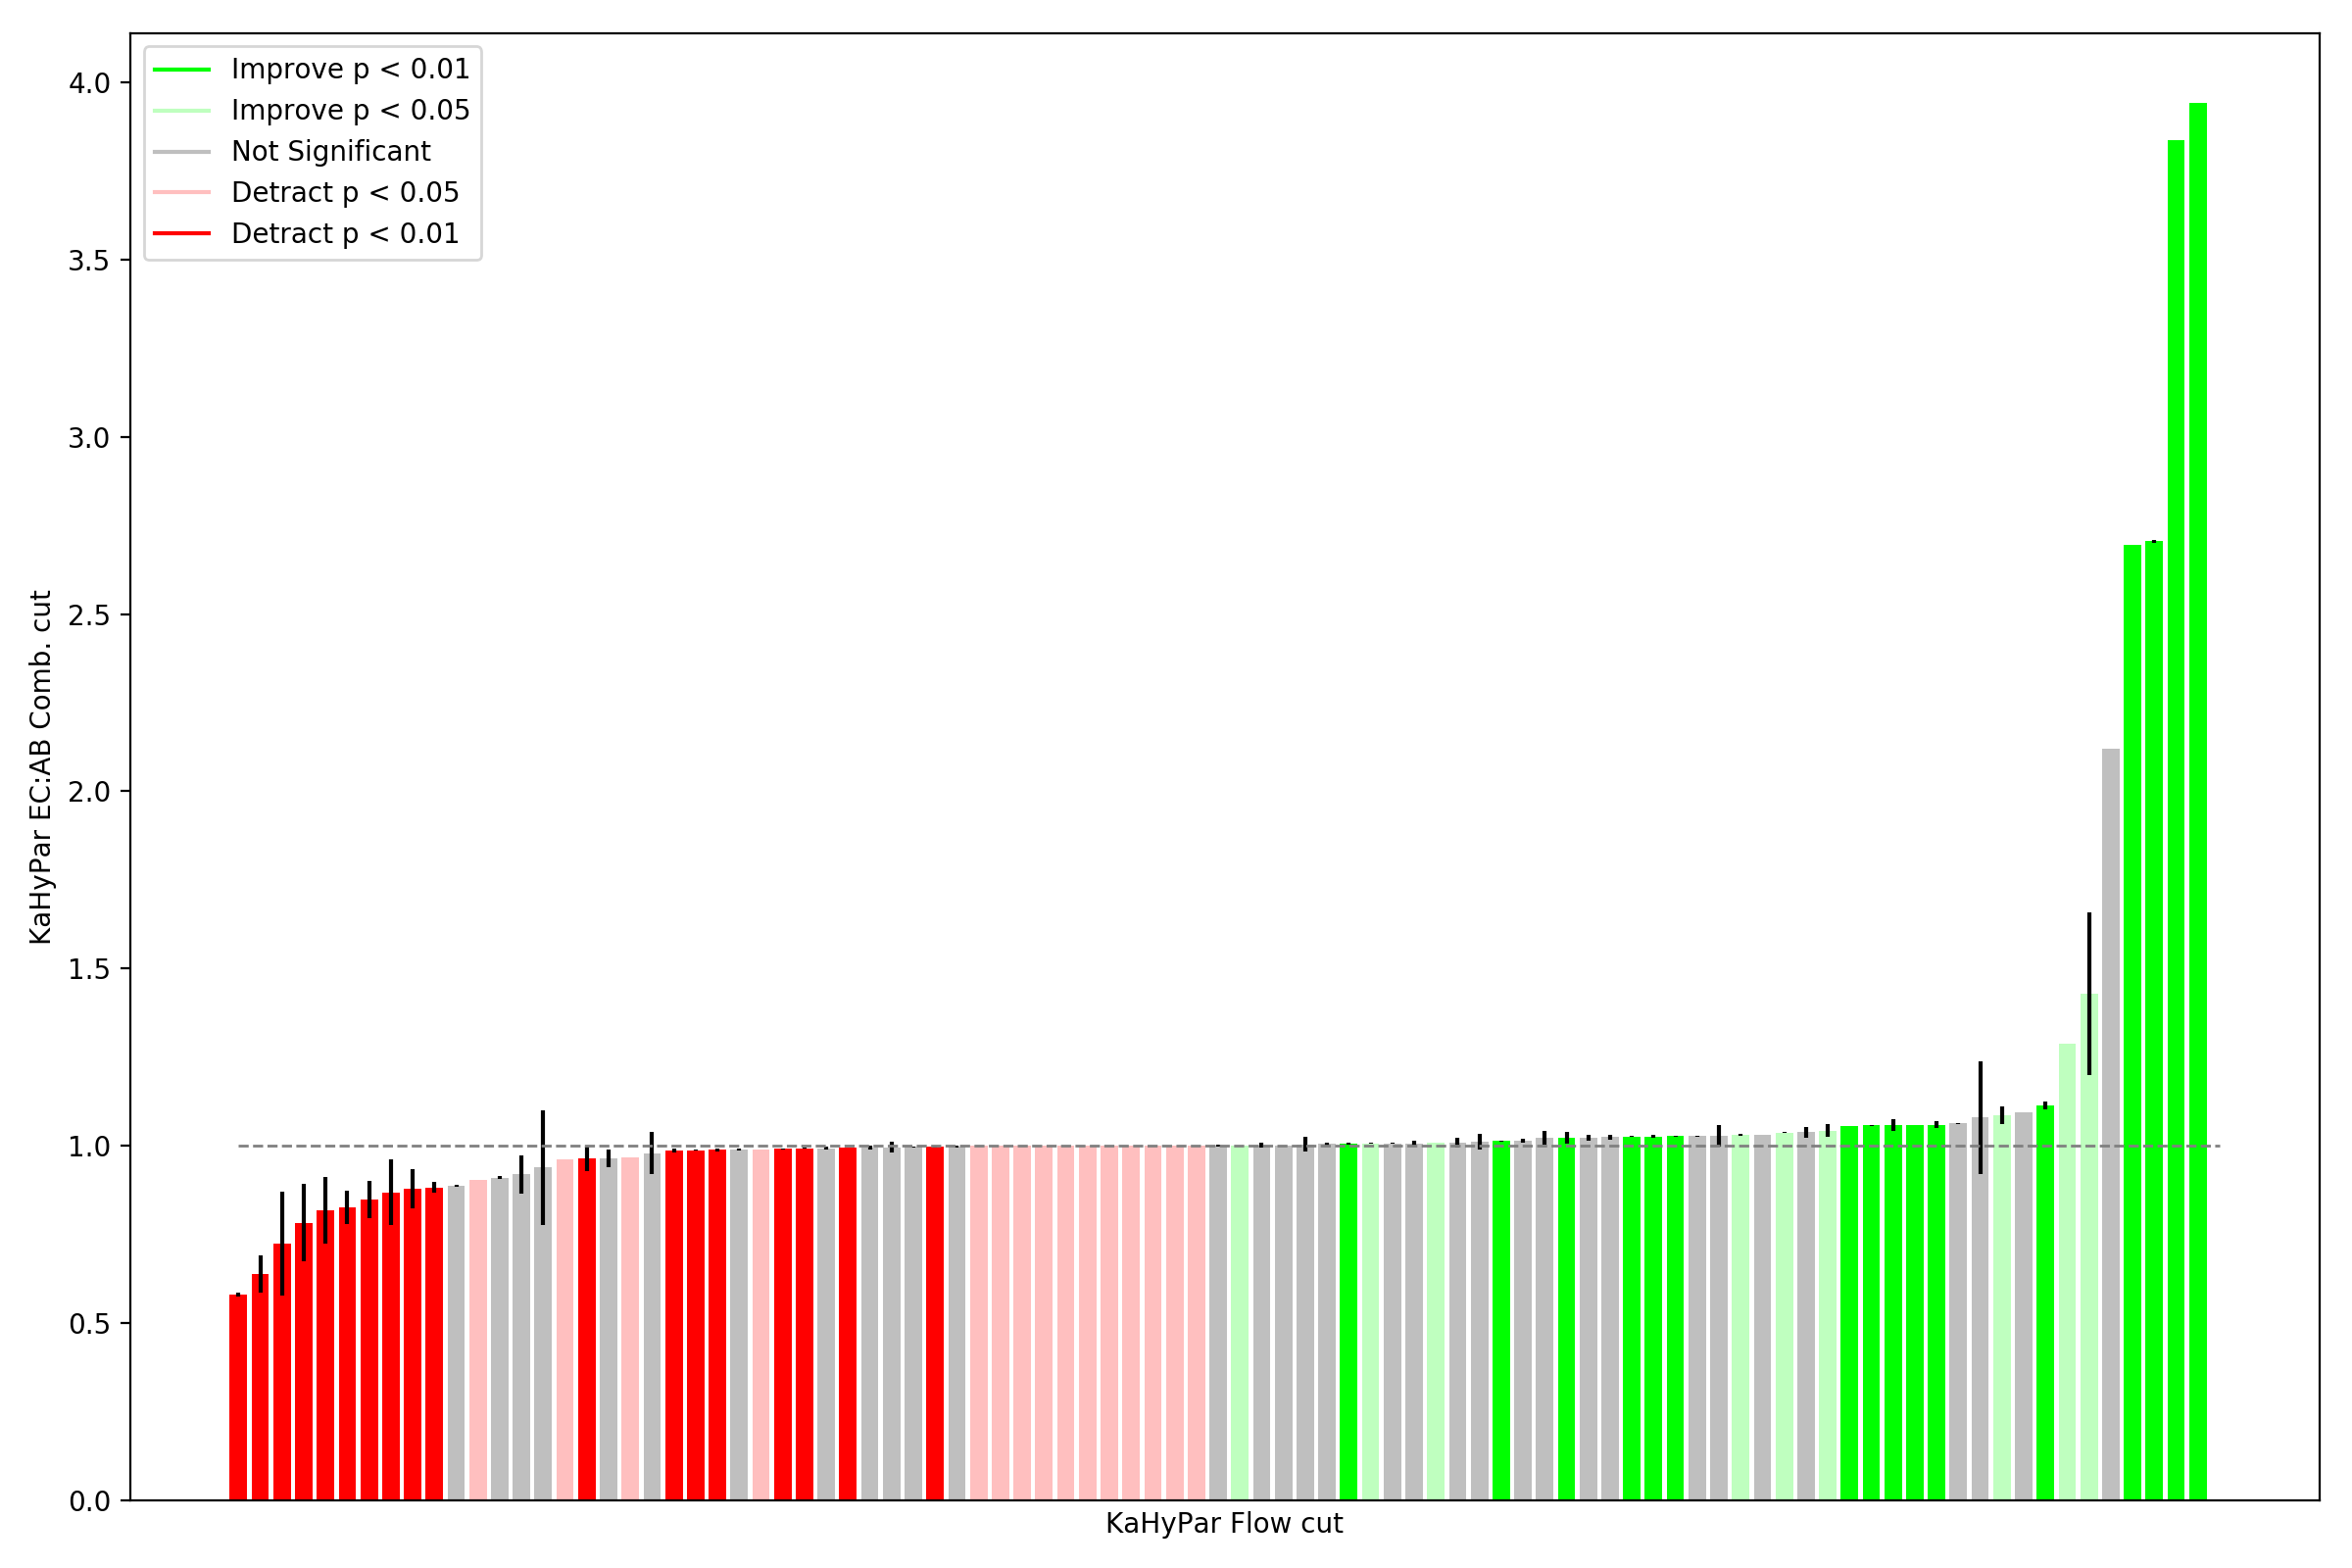 Improve p < 0.01
Improve p < 0.05
Not Significant
Detract p < 0.05
Detract p < 0.01
4.0
3.5
3.0
2.5
2.0
1.5
1.0
0.5
0.0
KaHyPar EC:AB Comb. cut
KaHyPar Flow cut